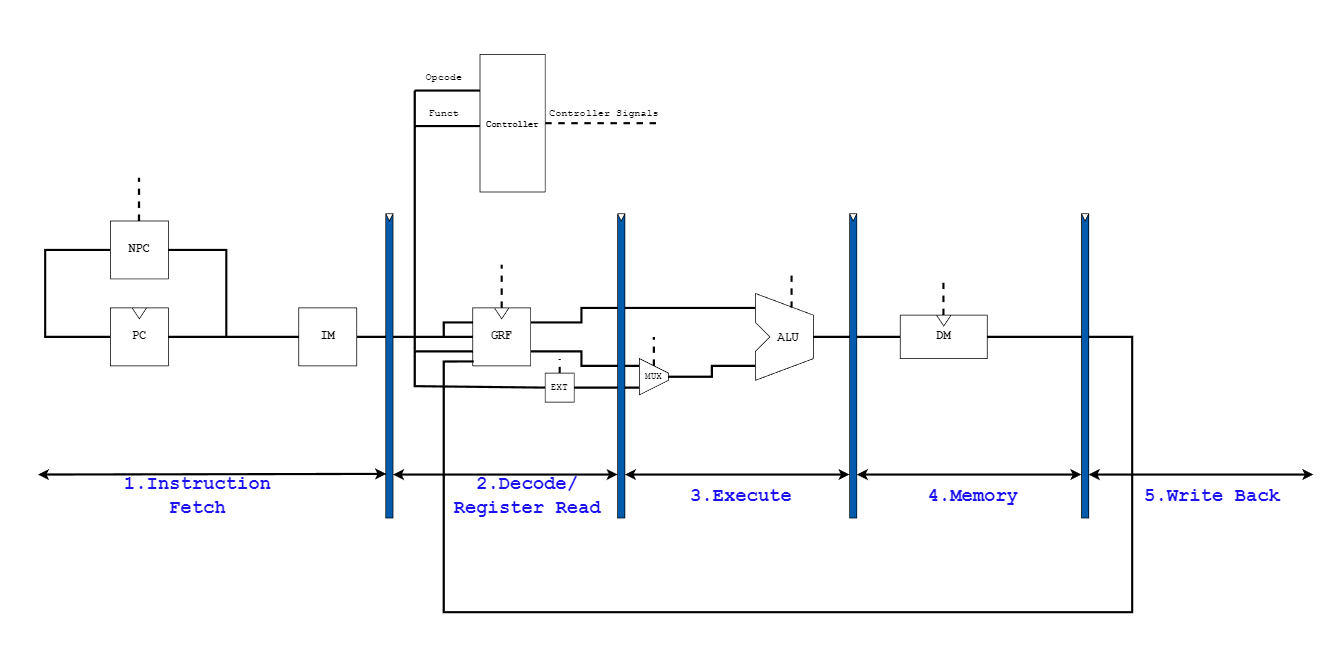 Opcode
Funct
Controller
Controller Signals
NPC
PC
IM
GRF
EXT
MUX
ALU
DM
1.Instruction
Fetch
2.Decode/
Register Read
3.Execute
4.Memory
5.Write Back